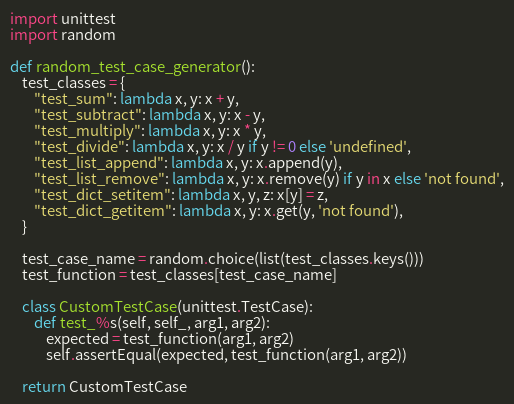 import unittest
import random

def random_test_case_generator():
    test_classes = {
        "test_sum": lambda x, y: x + y,
        "test_subtract": lambda x, y: x - y,
        "test_multiply": lambda x, y: x * y,
        "test_divide": lambda x, y: x / y if y != 0 else 'undefined',
        "test_list_append": lambda x, y: x.append(y),
        "test_list_remove": lambda x, y: x.remove(y) if y in x else 'not found',
        "test_dict_setitem": lambda x, y, z: x[y] = z,
        "test_dict_getitem": lambda x, y: x.get(y, 'not found'),
    }

    test_case_name = random.choice(list(test_classes.keys()))
    test_function = test_classes[test_case_name]

    class CustomTestCase(unittest.TestCase):
        def test_%s(self, self_, arg1, arg2):
            expected = test_function(arg1, arg2)
            self.assertEqual(expected, test_function(arg1, arg2))

    return CustomTestCase